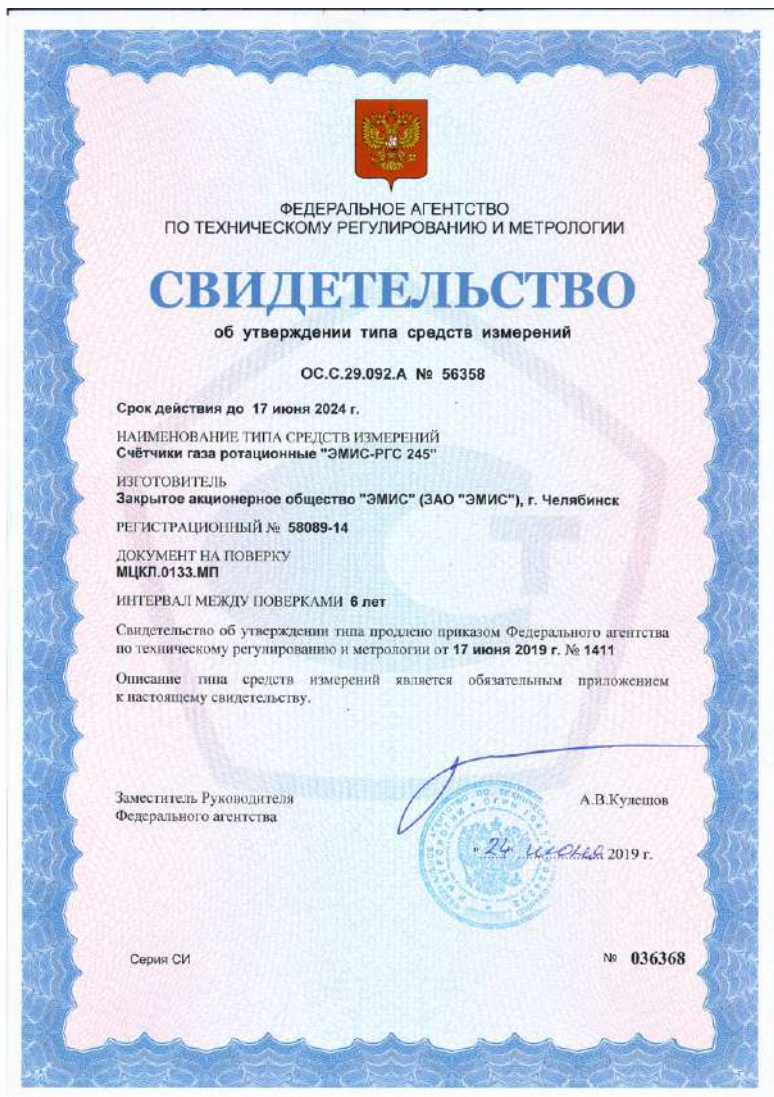 ФЕДЕРАЛЬНОЕ АГЕНТСТВО
ПО ТЕХНИЧЕСКОМУ РЕГУЛИРОВАНИЮ И МЕТРОЛОГИИ
СВИДЕТЕЛЬСТВО
об утверждении типа средств измерений
ОС.С.29.092.А № 56358
Срок действия до 17 июня 2024 г.
НАИМЕНОВАНИЕ ТИПА СРЕДСТВ ИЗМЕРЕНИЙ
Счётчики газа ротационные "ЭМИС-РГС 245"
ИЗГОТОВИТЕЛЬ
Закрытое акционерное общество "ЭМИС" (ЗАО "ЭМИС"), г. Челябинск
РЕГИСТРАЦИОННЫЙ № 58089-14
ДОКУМЕНТ НА ПОВЕРКУ
МЦКЛ.0133.МП
ИНТЕРВАЛ МЕЖДУ ПОВЕРКАМИ 6 лет
Свидетельство об утверждении типа продлено приказом Федерального агентства
по техническому регулированию и метрологии от 17 июня 2019 г. № 1411
Описание типа средств измерений является обязательным приложением
к настоящему свидетельству.
Заместитель Руководителя
Федерального агентства
А.В.Кулешов
"24" июня 2019 г.
Серия СИ
№ 036368